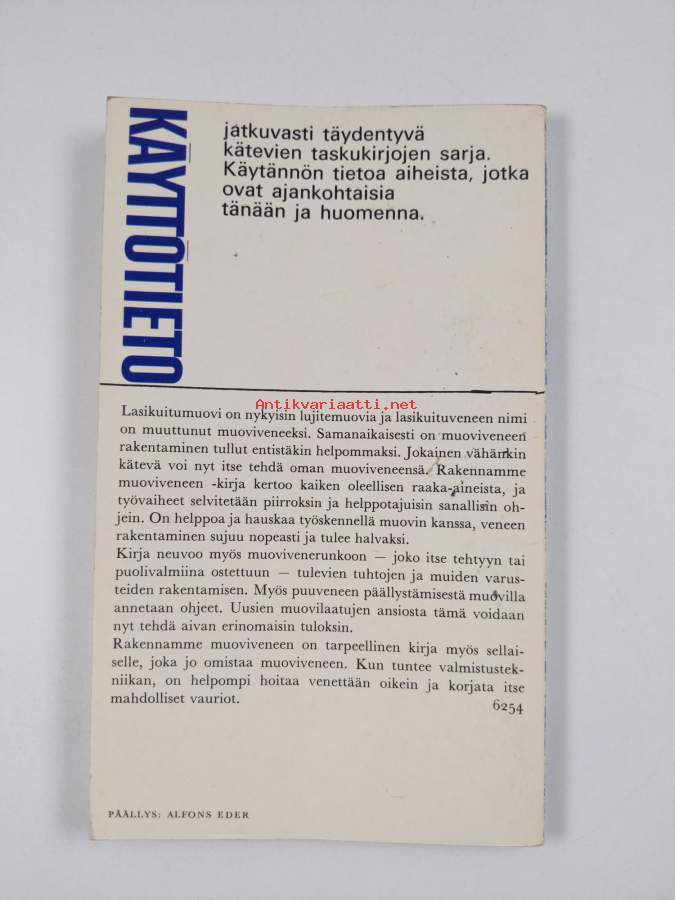 KÄYTTÖTIETO
jatkuvasti täydentyvä
kätevien taskukirjojen sarja.
Käytännön tietoa aiheista, jotka
ovat ajankohtaisia
tänään ja huomenna.
Antikvariaatti.net
Lasikuitumuovi on nykyisin lujitemuovia ja lasikuituveneen nimi
on muuttunut muoviveneeksi. Samanaikaisesti on muoviveneen
rakentaminen tullut entistäkin helpommaksi. Jokainen vähänkin
kätevä voi nyt itse tehdä oman muoviveneensä. Rakennamme
muoviveneen -kirja kertoo kaiken oleellisen raaka-aineista, ja
työvaiheet selvitetään piirroksin ja helppotajuisin sanallisin oh-
jein. On helppoa ja hauskaa työskennellä muovin kanssa, veneen
rakentaminen sujuu nopeasti ja tulee halvaksi.
Kirja neuvoo myös muovivenerunkoon — joko itse tehtyyn tai
puolivalmiina ostettuun — tulevien tuhtojen ja muiden varus-
teiden rakentamisen. Myös puuveneen päällystämisestä muovilla
annetaan ohjeet. Uusien muovilaatujen ansiosta tämä voidaan
nyt tehdä aivan erinomaisin tuloksin.
Rakennamme muoviveneen on tarpeellinen kirja myös sellai-
selle, joka jo omistaa muoviveneen. Kun tuntee valmistustek-
niikan, on helpompi hoitaa venettään oikein ja korjata itse
mahdolliset vauriot.
6254
PÄÄLLYS: ALFONS EDER